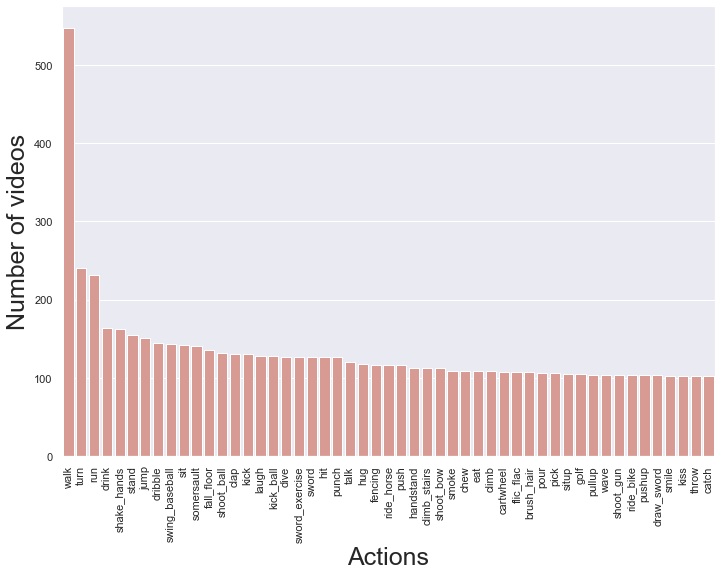 Number of videos
500
400
300
200
100
0
walk
turn
run
drink
shake_hands
stand
jump
dribble
swing_baseball
sit
somersault
fall_floor
shoot_ball
clap
kick
laugh
kick_ball
dive
sword_exercise
sword
hit
punch
talk
hug
fencing
ride_horse
push
handstand
climb_stairs
shoot_bow
smoke
chew
eat
climb
cartwheel
flic_flac
brush_hair
pour
pick
situp
golf
pullup
wave
shoot_gun
ride_bike
pushup
draw_sword
smile
kiss
throw
catch
Actions